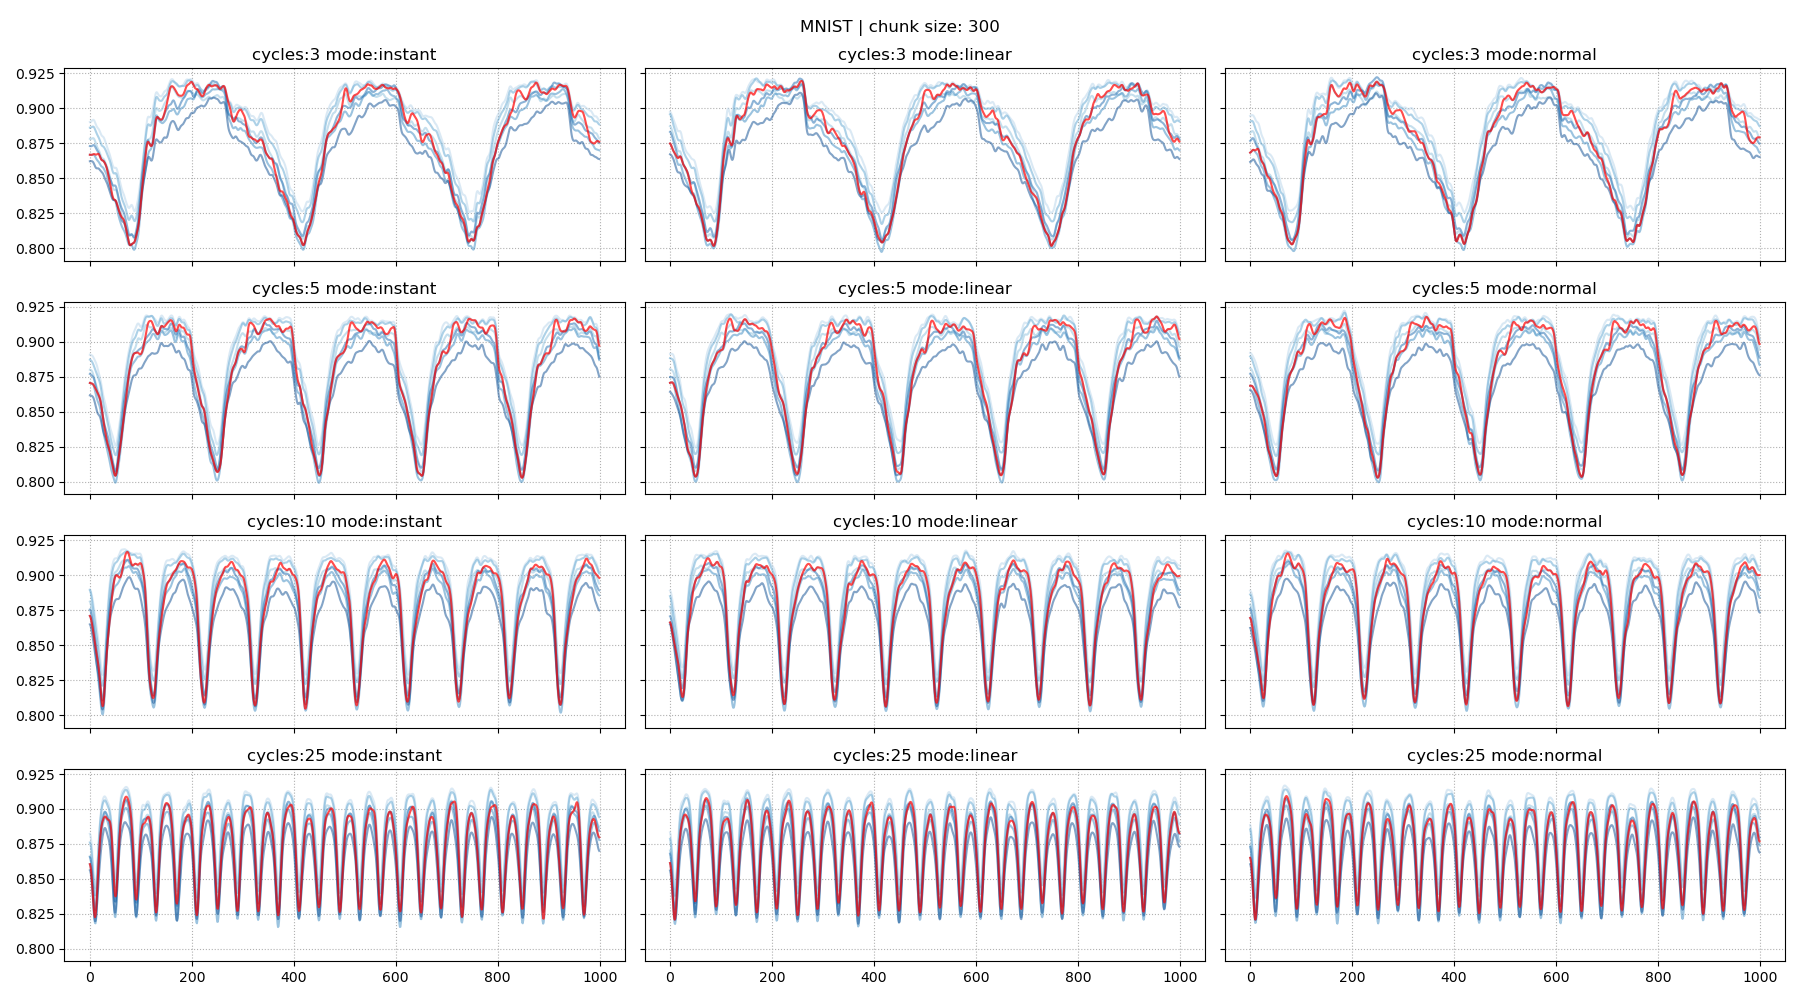 MNIST | chunk size: 300
cycles:3 mode:instant
cycles:3 mode:linear
cycles:3 mode:normal
0.925
0.900
0.875
0.850
0.825
0.800
cycles:5 mode:instant
cycles:5 mode:linear
cycles:5 mode:normal
0.925
0.900
0.875
0.850
0.825
0.800
cycles:10 mode:instant
cycles:10 mode:linear
cycles:10 mode:normal
0.925
0.900
0.875
0.850
0.825
0.800
cycles:25 mode:instant
cycles:25 mode:linear
cycles:25 mode:normal
0.925
0.900
0.875
0.850
0.825
0.800
0 200 400 600 800 1000
0 200 400 600 800 1000
0 200 400 600 800 1000